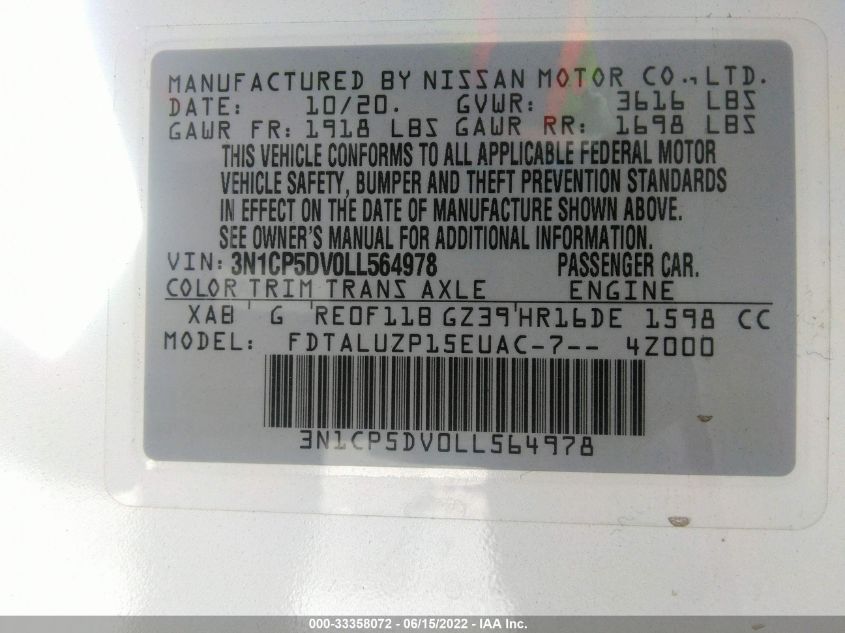 MANUFACTURED BY NISSAN MOTOR CO., LTD.
DATE: 10/20. GVWR: 3616 LBS
GAWR FR: 1918 LBS GAWR RR: 1698 LBS
THIS VEHICLE CONFORMS TO ALL APPLICABLE FEDERAL MOTOR
VEHICLE SAFETY, BUMPER AND THEFT PREVENTION STANDARDS
IN EFFECT ON THE DATE OF MANUFACTURE SHOWN ABOVE.
SEE OWNER'S MANUAL FOR ADDITIONAL INFORMATION.
VIN: 3N1CP5DV0LL564978 PASSENGER CAR.
COLOR TRIM TRANS AXLE ENGINE
XAB G RE0F11B GZ39 HR16DE 1598 CC
MODEL: FDTALUZP15EUAC-7-- 4Z000
3N1CP5DV0LL564978
000-33358072 - 06/15/2022 - IAA Inc.